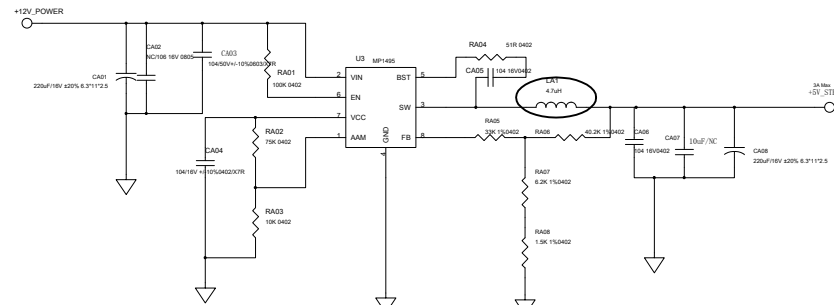 +12V_POWER
CA01
220uF/16V ±20% 6.3*11*2.5
CA02
NC/106 16V 0805
CA03
104/50V+/-10%0603/X7R
RA01
100K 0402
U3
MP1495
2
VIN
6
EN
7
VCC
1
AAM
GND
4
BST
5
SW
3
FB
8
RA04
51R 0402
CA05
104 16V0402
LA1
4.7uH
RA02
75K 0402
CA04
104/16V +/-10%0402/X7R
RA03
10K 0402
RA05
33K 1%0402
RA06
40.2K 1%0402
RA07
6.2K 1%0402
RA08
1.5K 1%0402
CA06
104 16V0402
CA07
10uF/NC
CA08
220uF/16V ±20% 6.3*11*2.5
3A Max